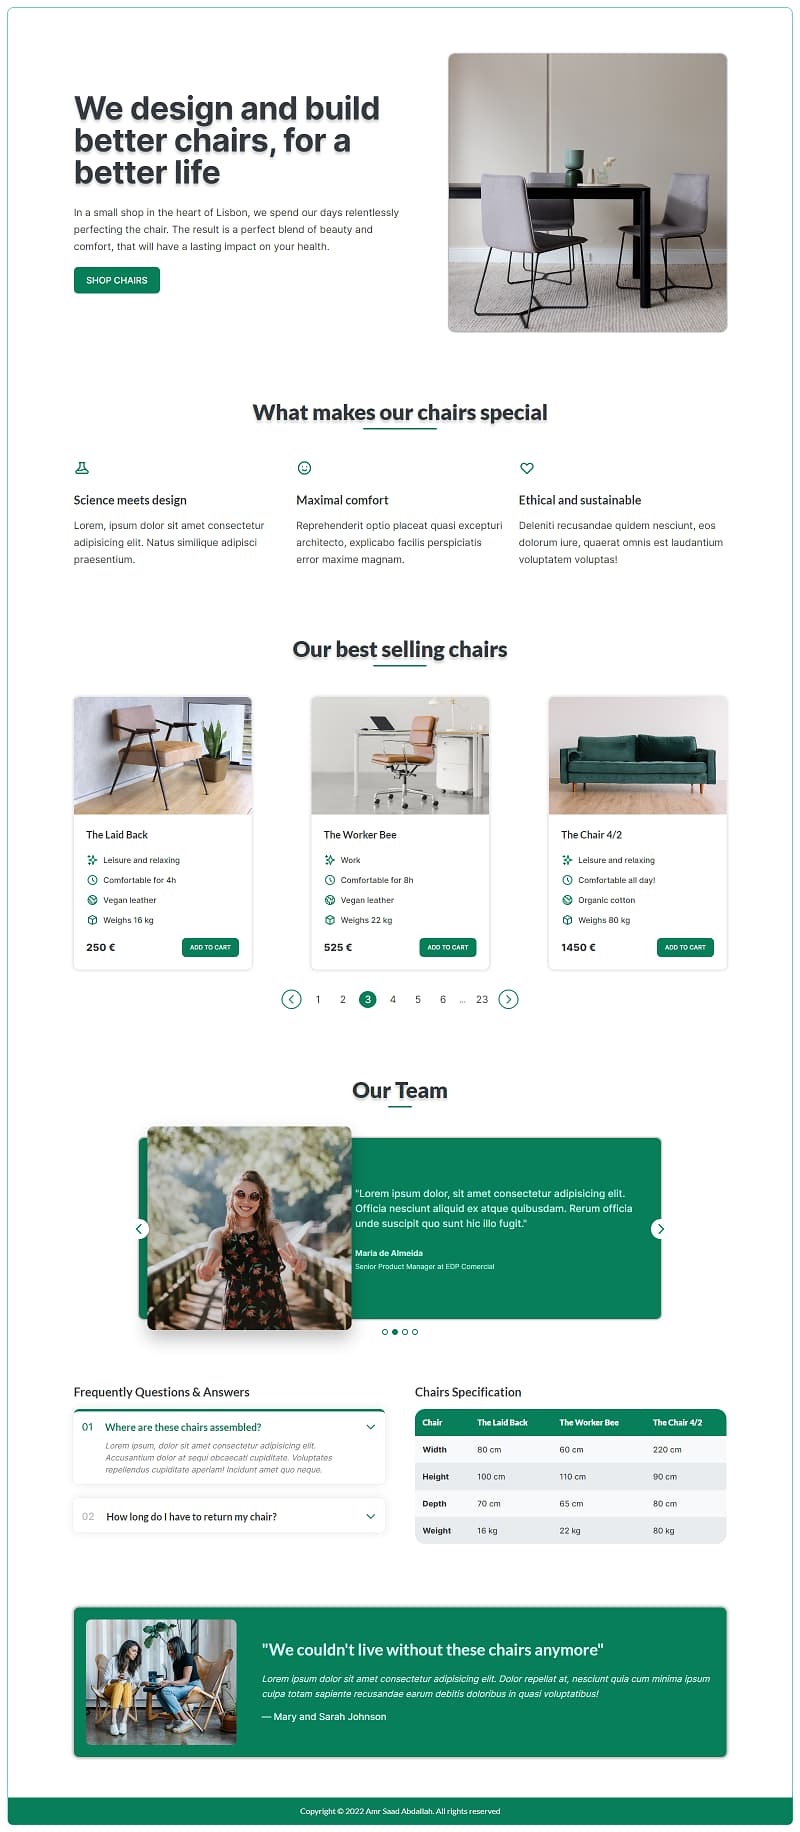 We design and build
better chairs, for a
better life
In a small shop in the heart of Lisbon, we spend our days relentlessly
perfecting the chair. The result is a perfect blend of beauty and
comfort, that will have a lasting impact on your health.
SHOP CHAIRS
What makes our chairs special
Science meets design
Lorem, ipsum dolor sit amet consectetur
adipisicing elit. Natus similique adipisci
praesentium.
Maximal comfort
Reprehenderit optio placeat quasi excepturi
architecto, explicabo facilis perspiciatis
error maxime magnam.
Ethical and sustainable
Deleniti recusandae quidem nesciunt, eos
dolorum iure, quaerat omnis est laudantium
voluptatem voluptas!
Our best selling chairs
The Laid Back
Leisure and relaxing
Comfortable for 4h
Vegan leather
Weighs 16 kg
250 € ADD TO CART
The Worker Bee
Work
Comfortable for 8h
Vegan leather
Weighs 22 kg
525 € ADD TO CART
The Chair 4/2
Leisure and relaxing
Comfortable all day!
Organic cotton
Weighs 80 kg
1450 € ADD TO CART
1 2 3 4 5 6 ... 23
Our Team
"Lorem ipsum dolor, sit amet consectetur adipisicing elit.
Officia nesciunt aliquid ex atque quibusdam. Rerum officia
unde suscipit quo sunt hic illo fugit."
Maria de Almeida
Senior Product Manager at EDP Comercial
Frequently Questions & Answers
01 Where are these chairs assembled?
Lorem ipsum, dolor sit amet consectetur adipisicing elit.
Accusantium dolor at sequi obcaecati cupiditate. Voluptates
repellendus cupiditate aperiam! Incidunt amet quo neque.
02 How long do I have to return my chair?
Chairs Specification
Chair The Laid Back The Worker Bee The Chair 4/2
Width 80 cm 60 cm 220 cm
Height 100 cm 110 cm 90 cm
Depth 70 cm 65 cm 80 cm
Weight 16 kg 22 kg 80 kg
"We couldn't live without these chairs anymore"
Lorem ipsum dolor sit amet consectetur adipisicing elit. Dolor repellat at, nesciunt quia cum minima ipsum
culpa totam sapiente recusandae earum debitis doloribus in quasi voluptatibus!
— Mary and Sarah Johnson
Copyright © 2022 Amr Saad Abdallah. All rights reserved